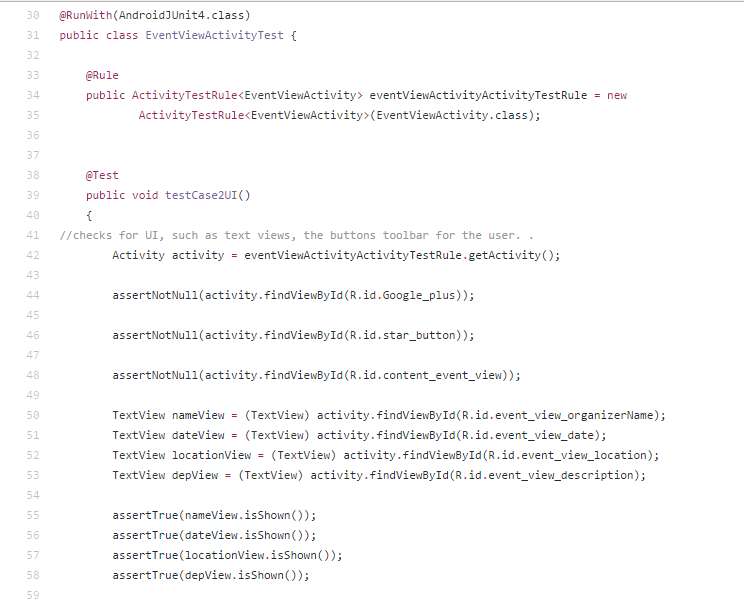 30 @RunWith(AndroidJUnit4.class)
31 public class EventViewActivityTest {
32
33 @Rule
34 public ActivityTestRule<EventViewActivity> eventViewActivityActivityTestRule = new
35 ActivityTestRule<EventViewActivity>(EventViewActivity.class);
36
37
38 @Test
39 public void testCase2UI()
40 {
41 //checks for UI, such as text views, the buttons toolbar for the user. .
42 Activity activity = eventViewActivityActivityTestRule.getActivity();
43
44 assertNotNull(activity.findViewById(R.id.Google_plus));
45
46 assertNotNull(activity.findViewById(R.id.star_button));
47
48 assertNotNull(activity.findViewById(R.id.content_event_view));
49
50 TextView nameView = (TextView) activity.findViewById(R.id.event_view_organizerName);
51 TextView dateView = (TextView) activity.findViewById(R.id.event_view_date);
52 TextView locationView = (TextView) activity.findViewById(R.id.event_view_location);
53 TextView depView = (TextView) activity.findViewById(R.id.event_view_description);
54
55 assertTrue(nameView.isShown());
56 assertTrue(dateView.isShown());
57 assertTrue(locationView.isShown());
58 assertTrue(depView.isShown());
59